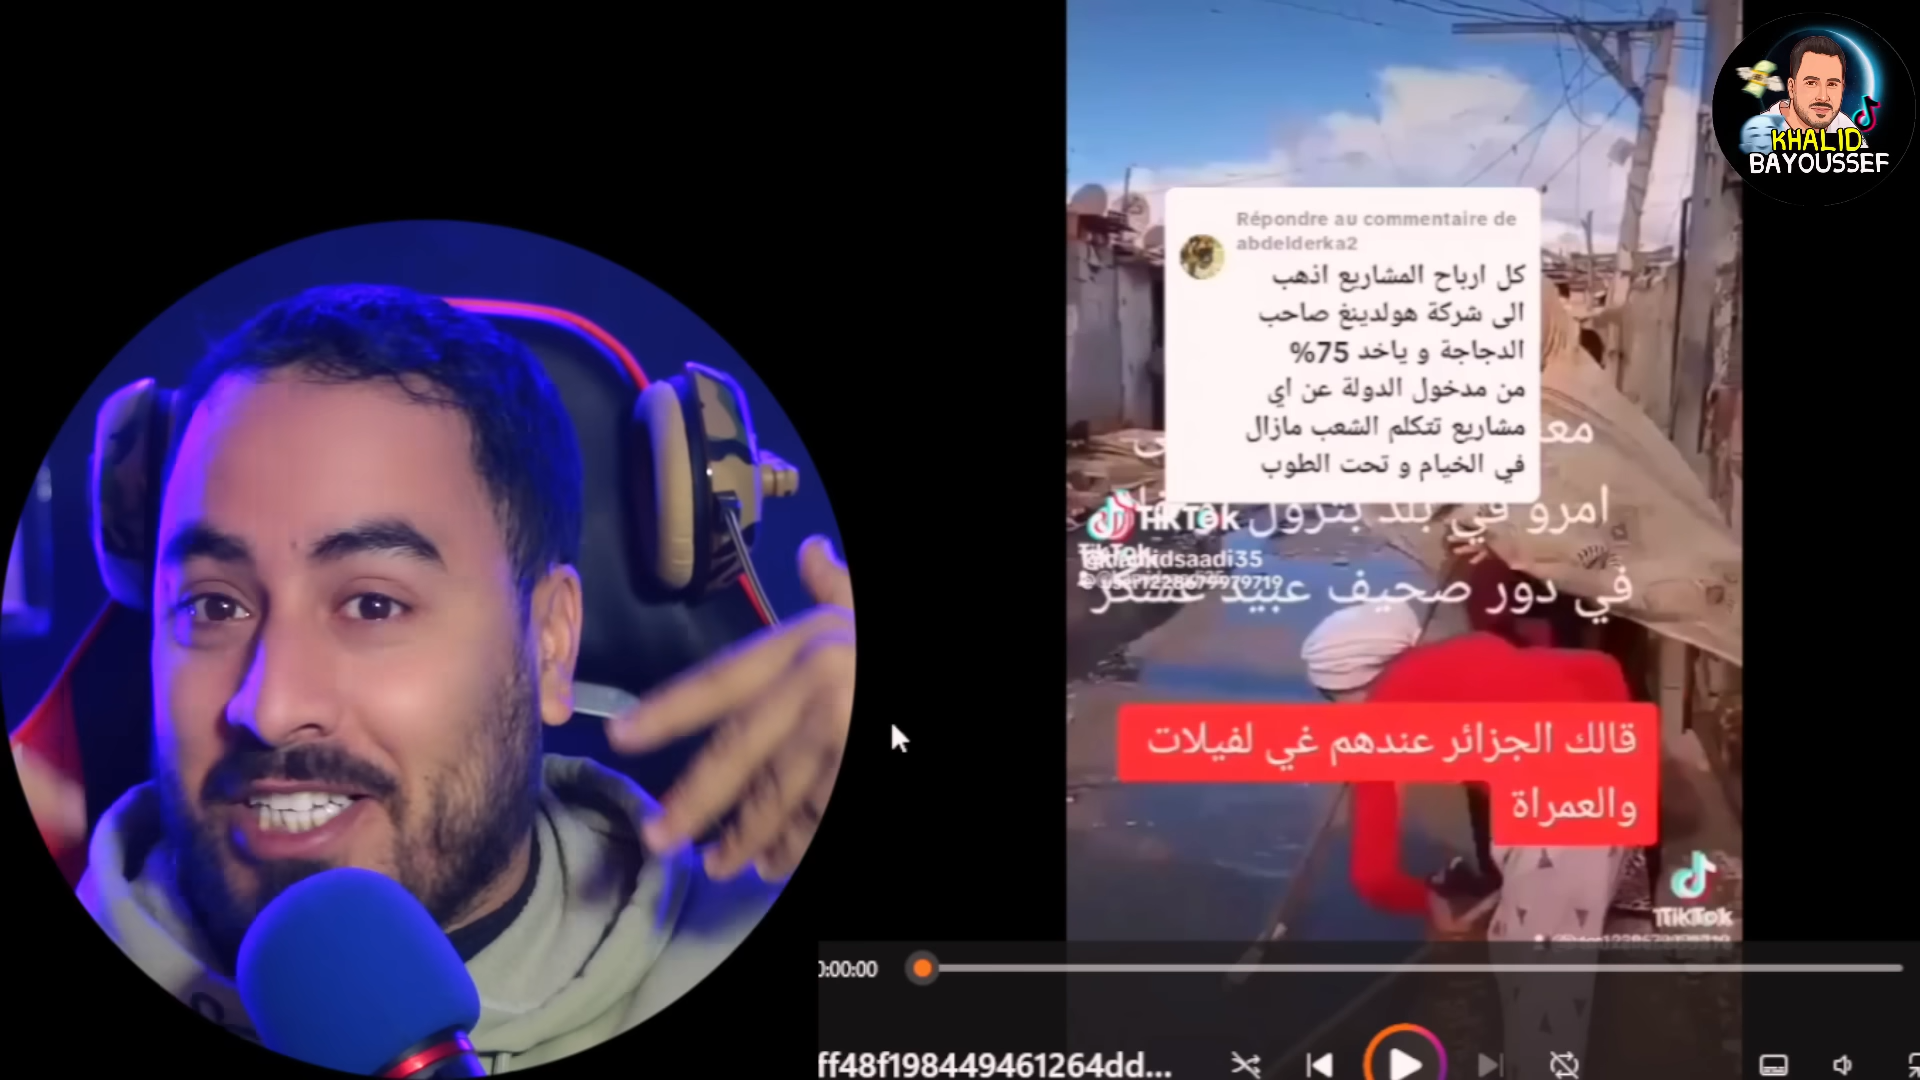 KHALID
BAYOUSSEF
Répondre au commentaire de
abdelderka2
كل ارباح المشاريع اذهب
الى شركة هولدينغ صاحب
الدجاجة و ياخد 75%
من مدخول الدولة عن اي
مشاريع تتكلم الشعب مازال
في الخيام و تحت الطوب
امرو في بلد بترول
TikTok
في دور صحيف عبيد عسكر
قالك الجزائر عندهم غي لفيلات
والعمراة
TikTok
0:00:00
ff48f198449461264dd...